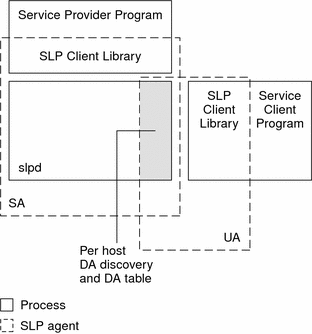 Service Provider Program
SLP Client Library
SLP
Client
Library
Service
Client
Program
slpd
SA
UA
Per host
DA discovery
and DA table
Process
SLP agent